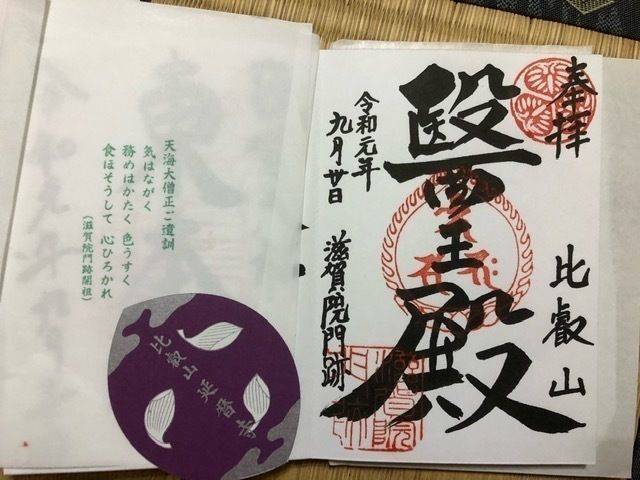 奉拝
比叡山
醫王殿
令和元年
九月廿日
滋賀院門跡
天海大僧正ご遺訓
気はながく
務めはかたく 色うすく
食ほそうして 心ひろかれ
(滋賀院門跡開祖)
比叡山延暦寺